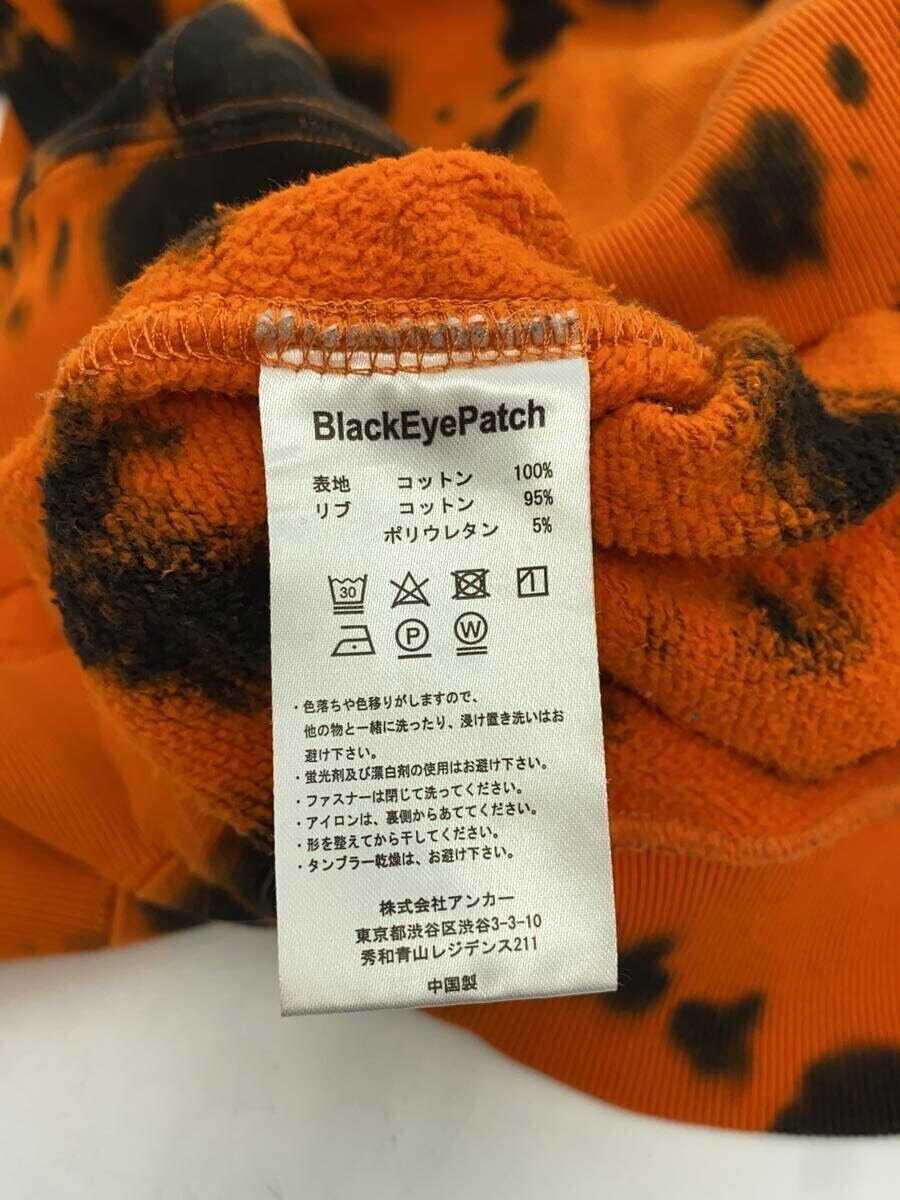 BlackEyePatch
表地 コットン 100%
リブ コットン 95%
ポリウレタン 5%
30
P W
・色落ちや色移りがしますので、
他の物と一緒に洗ったり、浸け置き洗いはお
避け下さい。
・蛍光剤及び漂白剤の使用はお避け下さい。
・ファスナーは閉じて洗ってください。
・アイロンは、裏側からあててください。
・形を整えてから干してください。
・タンブラー乾燥は、お避け下さい。
株式会社アンカー
東京都渋谷区渋谷3-3-10
秀和青山レジデンス211
中国製